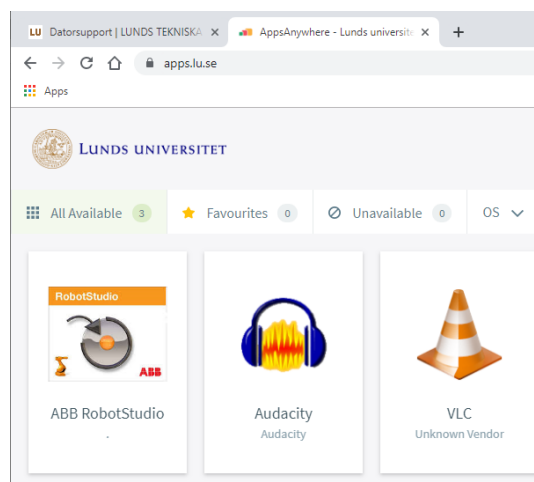 LU Datorsupport | LUNDS TEKNISKA
AppsAnywhere - Lunds universite
apps.lu.se
Apps
LUNDS UNIVERSITET
All Available 3 Favourites 0 Unavailable 0 OS
RobotStudio
ABB
ABB RobotStudio
.
Audacity
Audacity
VLC
Unknown Vendor